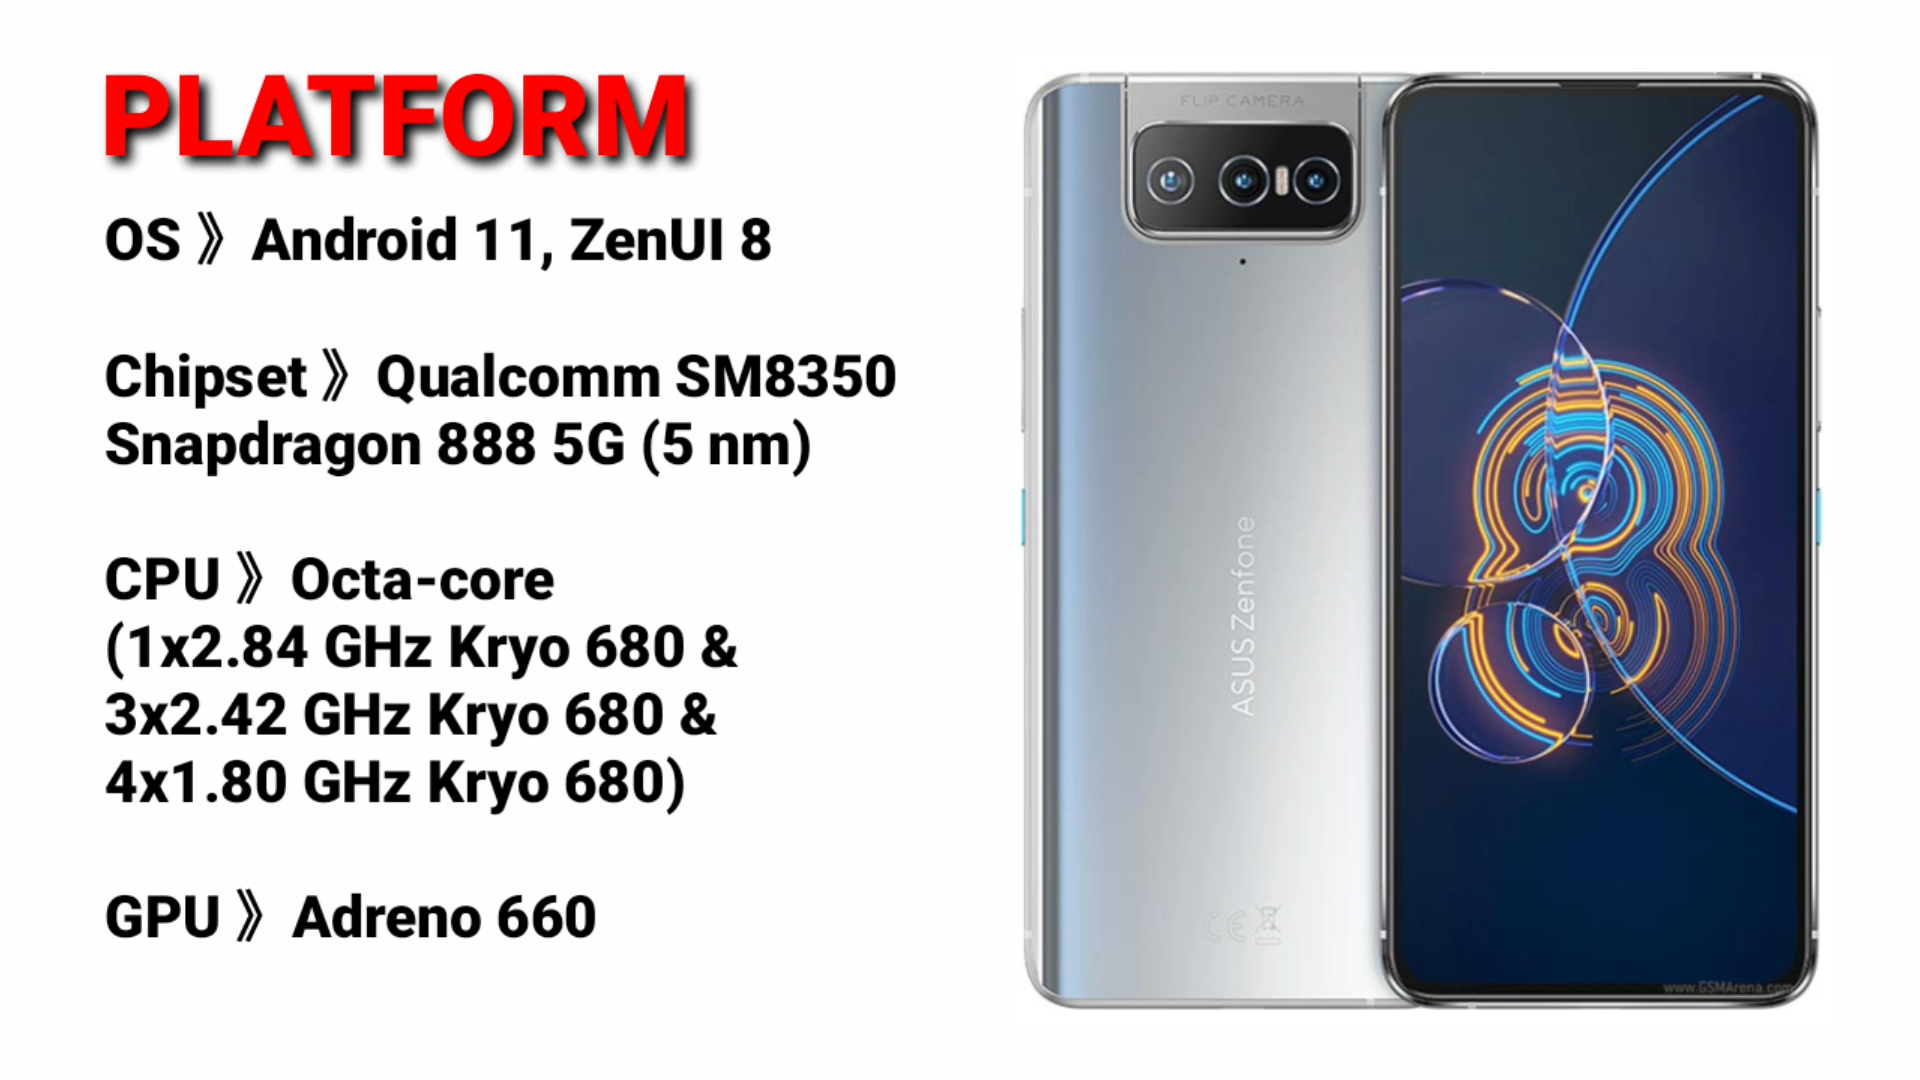 PLATFORM
OS 》 Android 11, ZenUI 8
Chipset 》 Qualcomm SM8350
Snapdragon 888 5G (5 nm)
CPU 》 Octa-core
(1x2.84 GHz Kryo 680 &
3x2.42 GHz Kryo 680 &
4x1.80 GHz Kryo 680)
GPU 》 Adreno 660
FLIP CAMERA
ASUS Zenfone
CE
www.GSMArena.com